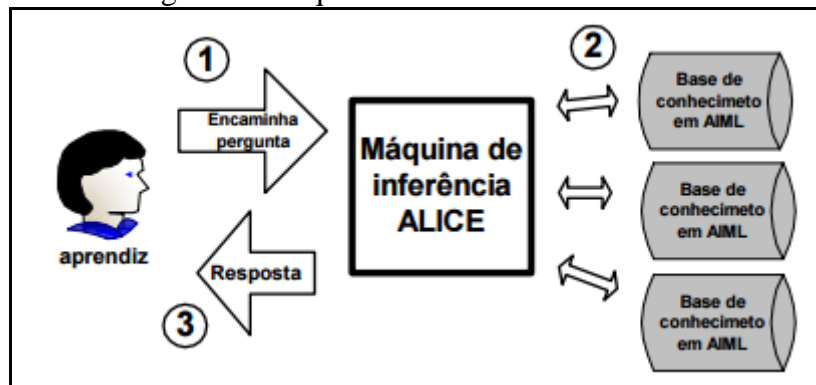 1
2
Encaminha
pergunta
aprendiz
Máquina de
inferência
ALICE
Resposta
3
Base de
conhecimeto
em AIML
Base de
conhecimeto
em AIML
Base de
conhecimeto
em AIML